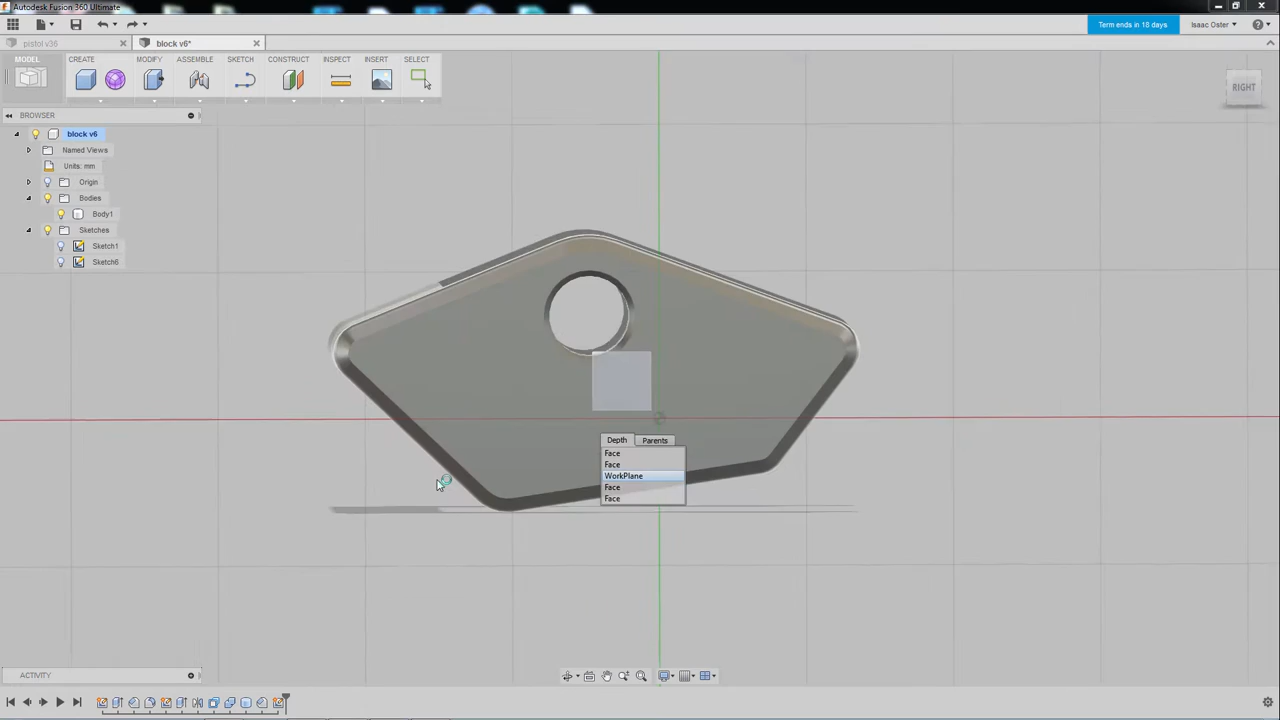 Autodesk Fusion 360 Ultimate
Term ends in 18 days
Isaac Oster
pistol v36
block v6*
MODEL
CREATE
MODIFY
ASSEMBLE
SKETCH
CONSTRUCT
INSPECT
INSERT
SELECT
RIGHT
BROWSER
block v6
Named Views
Units: mm
Origin
Bodies
Body1
Sketches
Sketch1
Sketch6
Depth
Parents
Face
Face
WorkPlane
Face
Face
ACTIVITY